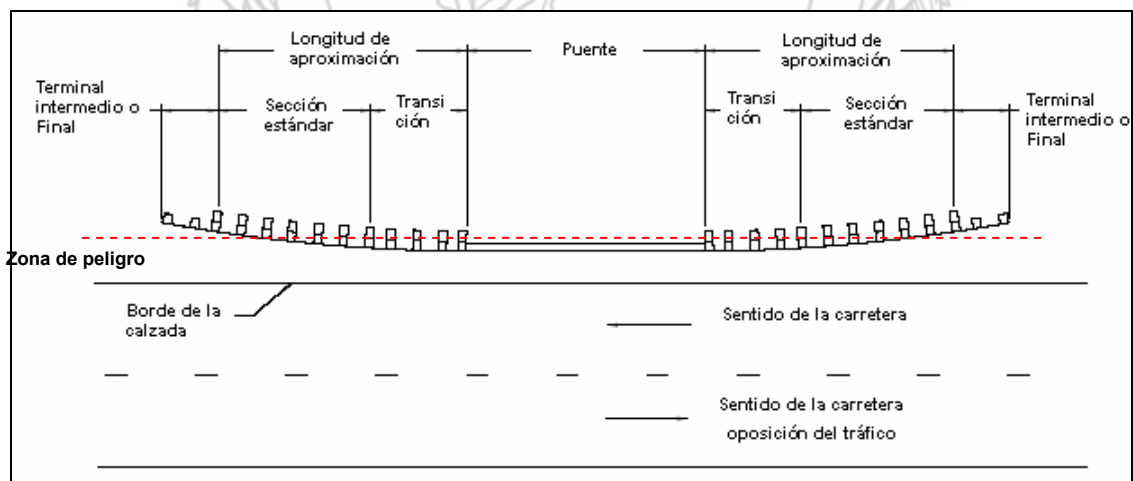 Longitud de
aproximación
Puente
Longitud de
aproximación
Terminal
intermedio o
Final
Sección
estándar
Transi
ción
Transi
ción
Sección
estándar
Terminal
intermedio o
Final
Zona de peligro
Borde de la
calzada
Sentido de la carretera
Sentido de la carretera
oposición del tráfico